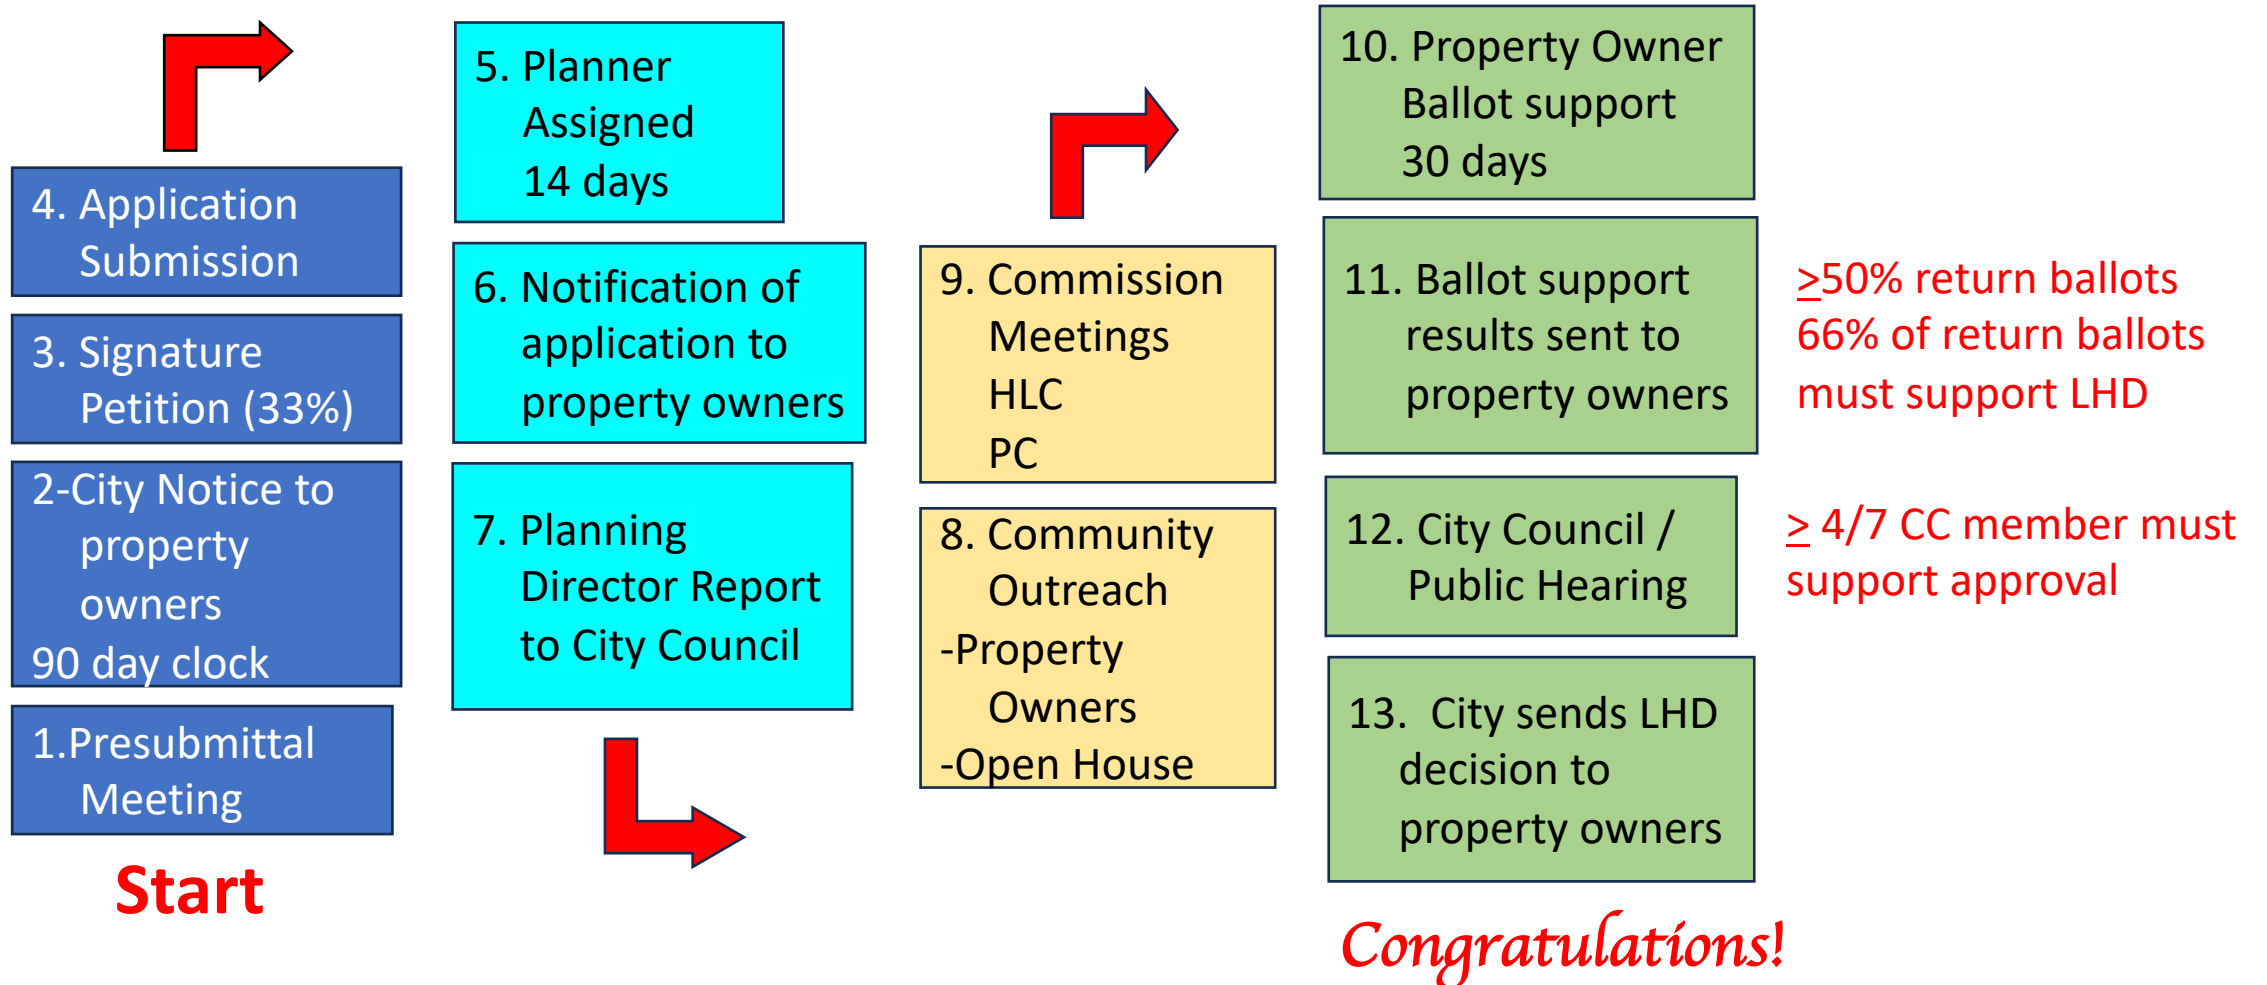 4. Application
Submission
3. Signature
Petition (33%)
2-City Notice to
property
owners
90 day clock
1.Presubmittal
Meeting
Start
5. Planner
Assigned
14 days
6. Notification of
application to
property owners
7. Planning
Director Report
to City Council
9. Commission
Meetings
HLC
PC
8. Community
Outreach
-Property
Owners
-Open House
10. Property Owner
Ballot support
30 days
11. Ballot support
results sent to
property owners
≥50% return ballots
66% of return ballots
must support LHD
12. City Council /
Public Hearing
≥ 4/7 CC member must
support approval
13. City sends LHD
decision to
property owners
Congratulations!